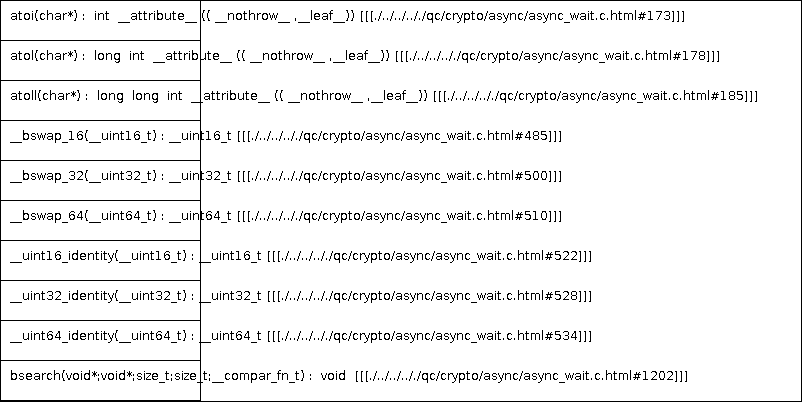 atoi(char*) : int __attribute__ (( __nothrow__ ,__leaf__)) [[[./../../../qc/crypto/async/async_wait.c.html#173]]]
atol(char*) : long int __attribute__ (( __nothrow__ ,__leaf__)) [[[./../../../qc/crypto/async/async_wait.c.html#178]]]
atoll(char*) : long long int __attribute__ (( __nothrow__ ,__leaf__)) [[[./../../../qc/crypto/async/async_wait.c.html#185]]]
__bswap_16(__uint16_t) : __uint16_t [[[./../../../qc/crypto/async/async_wait.c.html#485]]]
__bswap_32(__uint32_t) : __uint32_t [[[./../../../qc/crypto/async/async_wait.c.html#500]]]
__bswap_64(__uint64_t) : __uint64_t [[[./../../../qc/crypto/async/async_wait.c.html#510]]]
__uint16_identity(__uint16_t) : __uint16_t [[[./../../../qc/crypto/async/async_wait.c.html#522]]]
__uint32_identity(__uint32_t) : __uint32_t [[[./../../../qc/crypto/async/async_wait.c.html#528]]]
__uint64_identity(__uint64_t) : __uint64_t [[[./../../../qc/crypto/async/async_wait.c.html#534]]]
bsearch(void*;void*;size_t;size_t;__compar_fn_t) : void [[[./../../../qc/crypto/async/async_wait.c.html#1202]]]